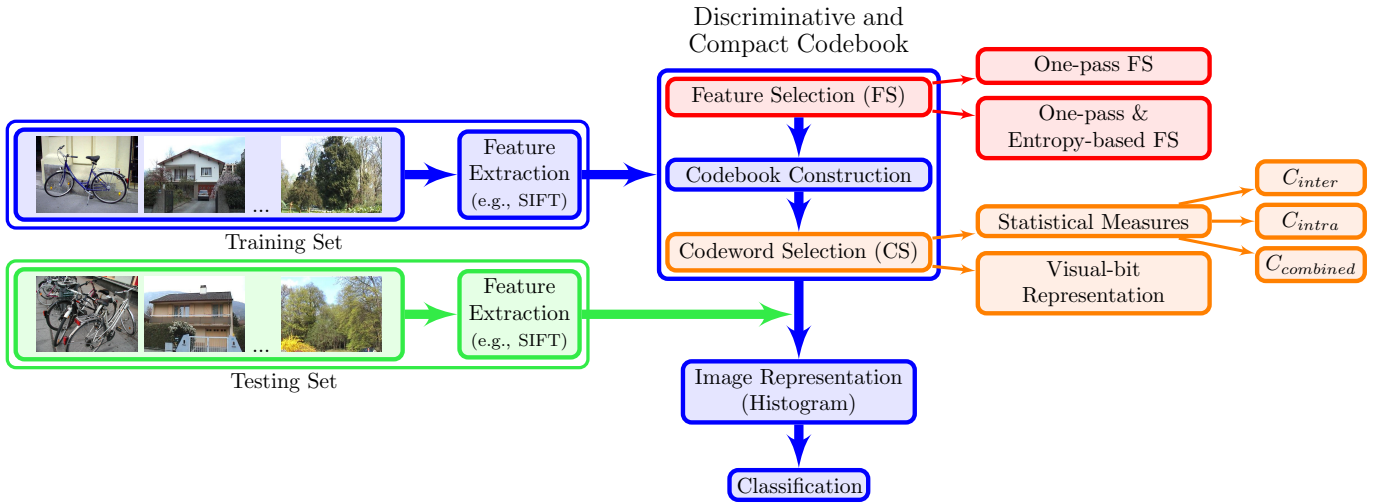 Discriminative and
Compact Codebook
Feature Selection (FS)
One-pass FS
One-pass &
Entropy-based FS
Feature
Extraction
(e.g., SIFT)
...
Training Set
Codebook Construction
Codeword Selection (CS)
Statistical Measures
C_inter
C_intra
C_combined
Visual-bit
Representation
Feature
Extraction
(e.g., SIFT)
...
Testing Set
Image Representation
(Histogram)
Classification